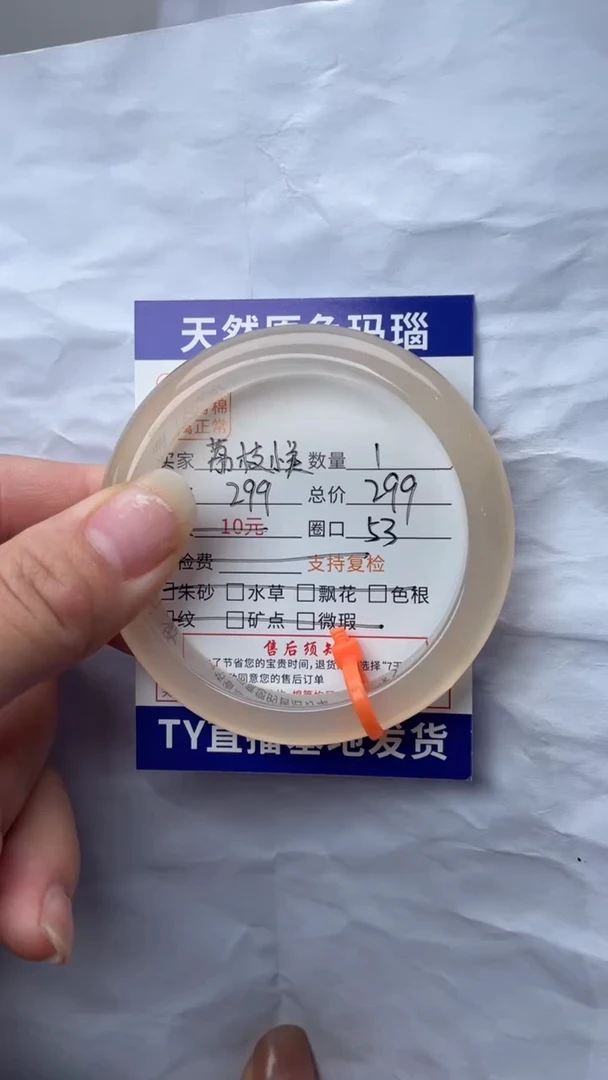 天然原色玛瑙
棉
正常
买家 荔枝 数量 1
299 总价 299
10元 圈口 53
检费 支持复检
朱砂 □水草 □飘花 □色根
纹 □矿点 □微瑕
售后须知
了节省您的宝贵时间,退货 选择"7天
同意您的售后订单
TY直播基地发货